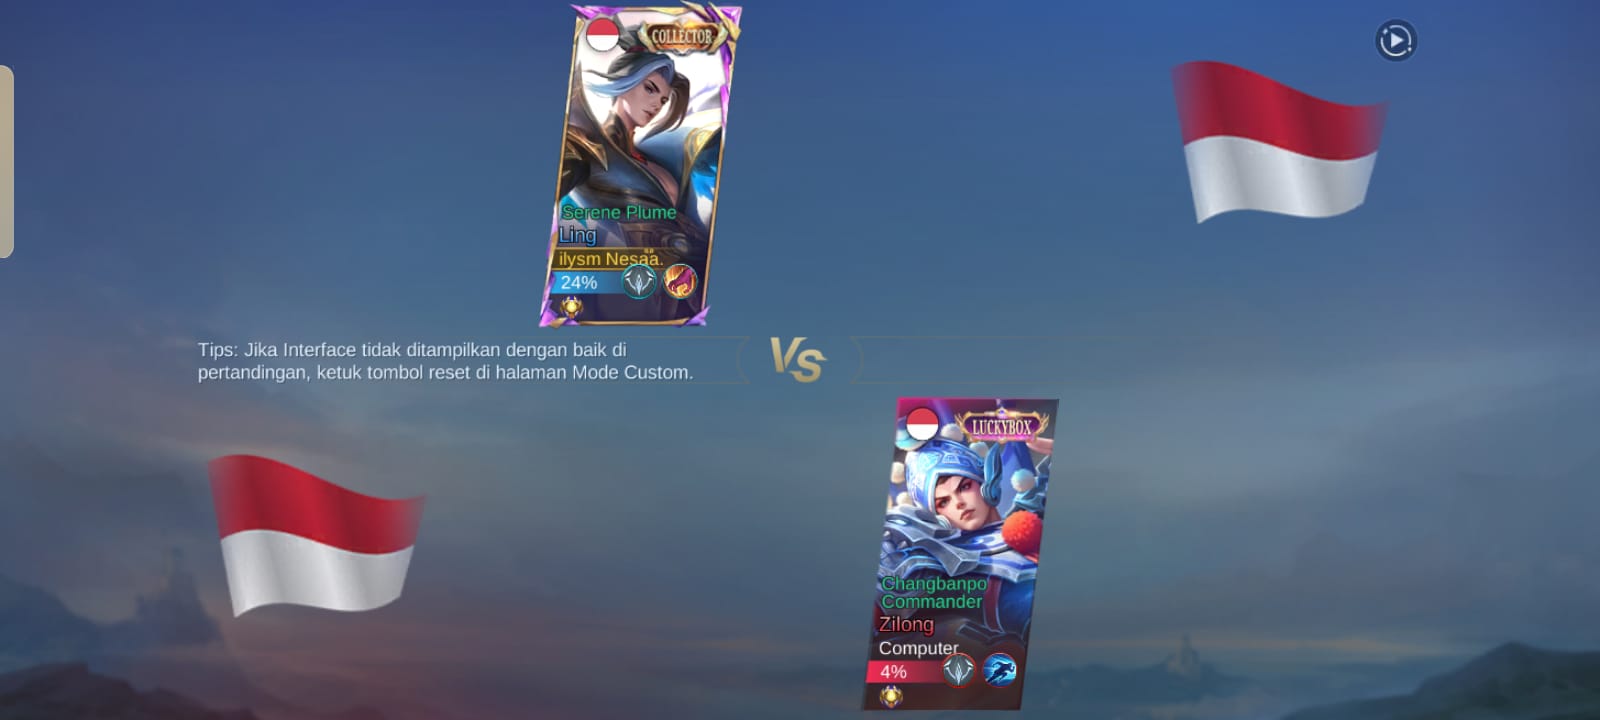 COLLECTOR
Serene Plume
Ling
ilysm Nesää.
24%
Tips: Jika Interface tidak ditampilkan dengan baik di
pertandingan, ketuk tombol reset di halaman Mode Custom.
VS
LUCKYBOX
Changbanpo
Commander
Zilong
Computer
4%